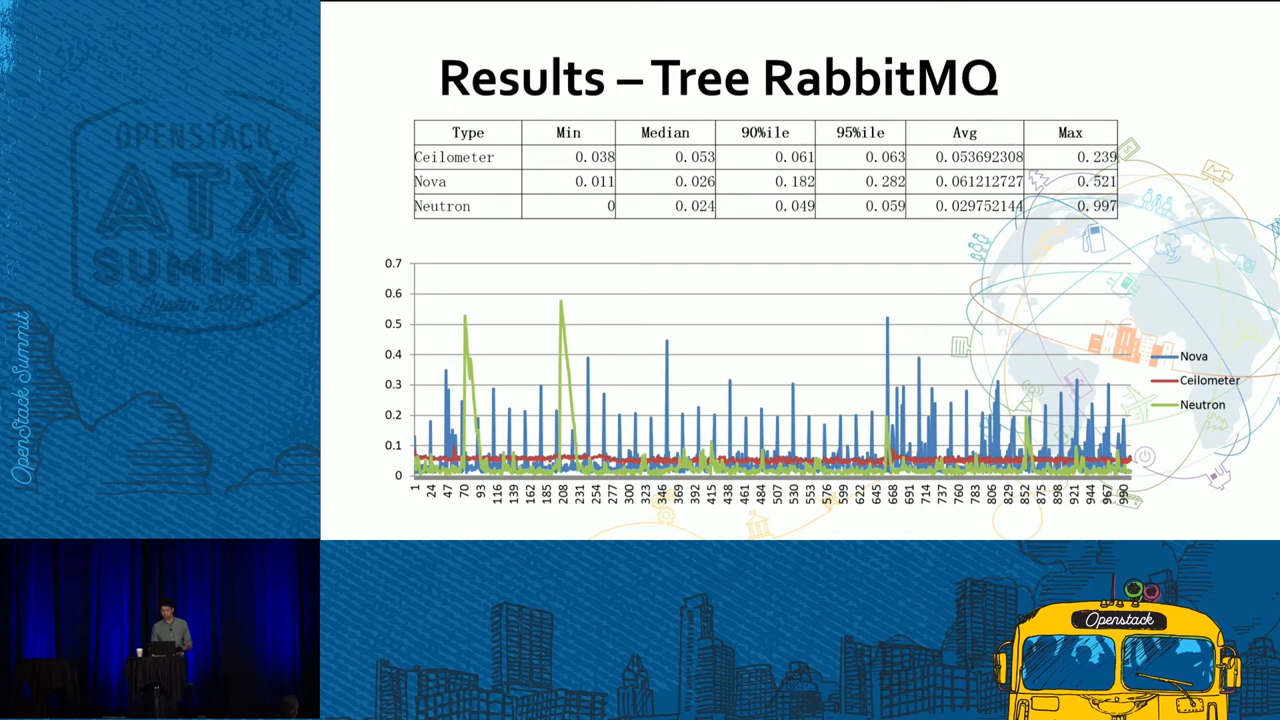 Results – Tree RabbitMQ
Type Min Median 90%ile 95%ile Avg Max
Ceilometer 0.038 0.053 0.061 0.063 0.053692308 0.239
Nova 0.011 0.026 0.182 0.282 0.061212727 0.521
Neutron 0 0.024 0.049 0.059 0.029752144 0.997
0.7
0.6
0.5
0.4
0.3
0.2
0.1
0
1 24 47 70 93 116 139 162 185 208 231 254 277 300 323 346 369 392 415 438 461 484 507 530 553 576 599 622 645 668 691 714 737 760 783 806 829 852 875 898 921 944 967 990
Nova
Ceilometer
Neutron
OPENSTACK
ATX
SUMMIT
OpenStack Summit
Openstack